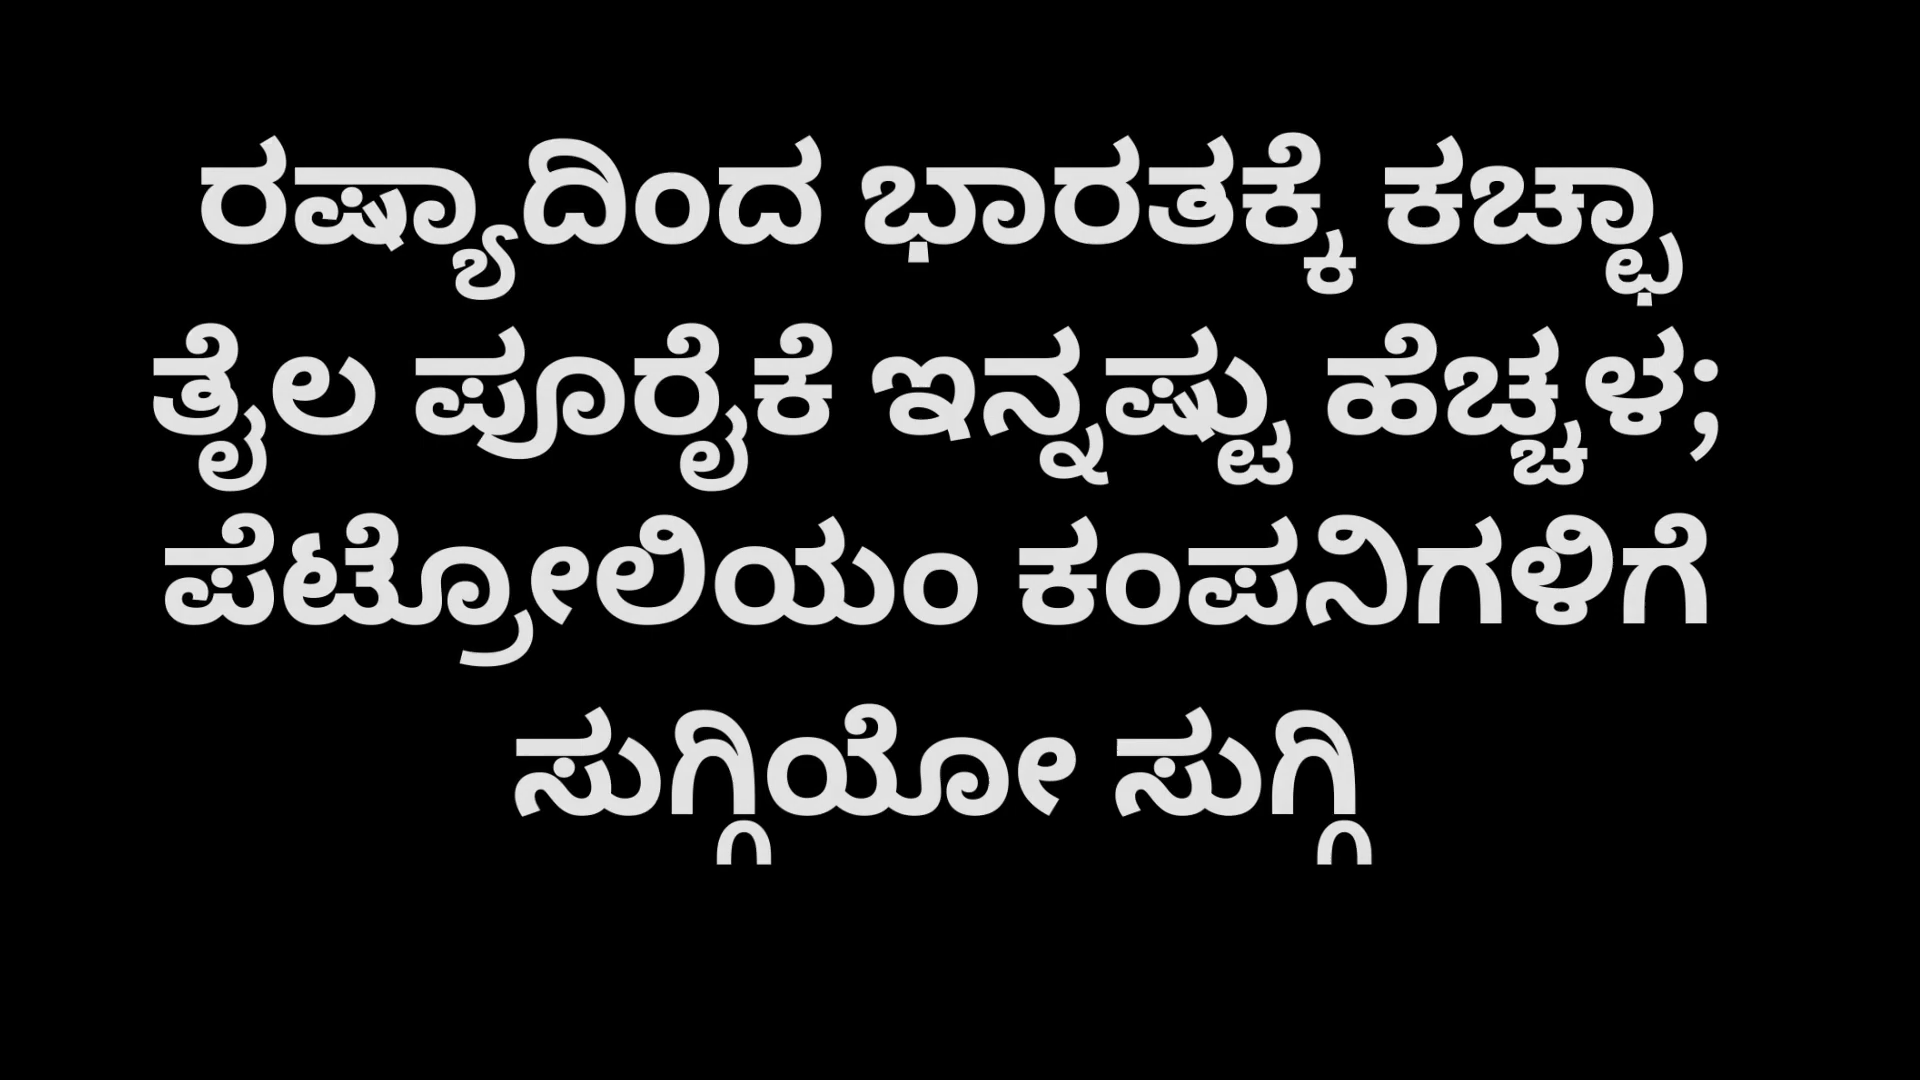 ರಷ್ಯಾದಿಂದ ಭಾರತಕ್ಕೆ ಕಚ್ಛಾ
ತೈಲ ಪೂರೈಕೆ ಇನ್ನಷ್ಟು ಹೆಚ್ಚಳ;
ಪೆಟ್ರೋಲಿಯಂ ಕಂಪನಿಗಳಿಗೆ
ಸುಗ್ಗಿಯೋ ಸುಗ್ಗಿ